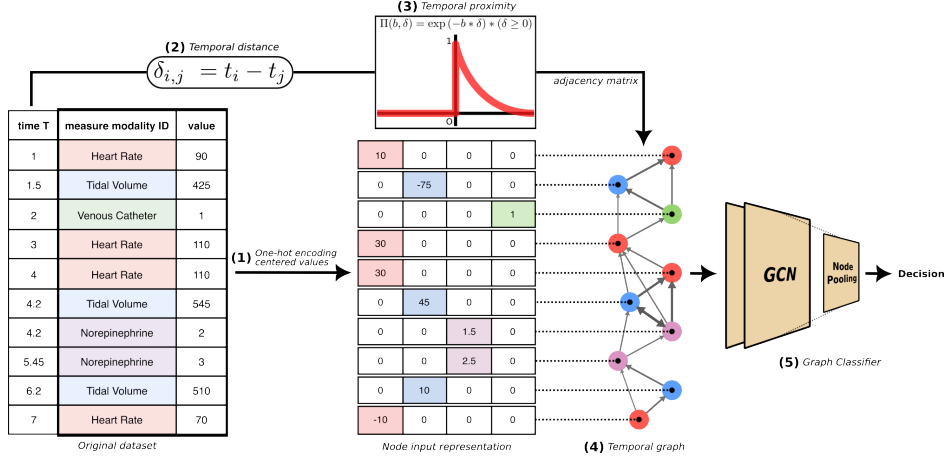 (3) Temporal proximity
Π(b, δ) = exp (−b ∗ δ) ∗ (δ ≥ 0)
1
0
(2) Temporal distance
δi,j = ti − tj
adjacency matrix
time T measure modality ID value
1 Heart Rate 90
1.5 Tidal Volume 425
2 Venous Catheter 1
3 Heart Rate 110
4 Heart Rate 110
4.2 Tidal Volume 545
4.2 Norepinephrine 2
5.45 Norepinephrine 3
6.2 Tidal Volume 510
7 Heart Rate 70
Original dataset
(1) One-hot encoding
centered values
10 0 0 0
0 -75 0 0
0 0 0 1
30 0 0 0
30 0 0 0
0 45 0 0
0 0 1.5 0
0 0 2.5 0
0 10 0 0
-10 0 0 0
Node input representation
(4) Temporal graph
GCN
Node
Pooling
Decision
(5) Graph Classifier